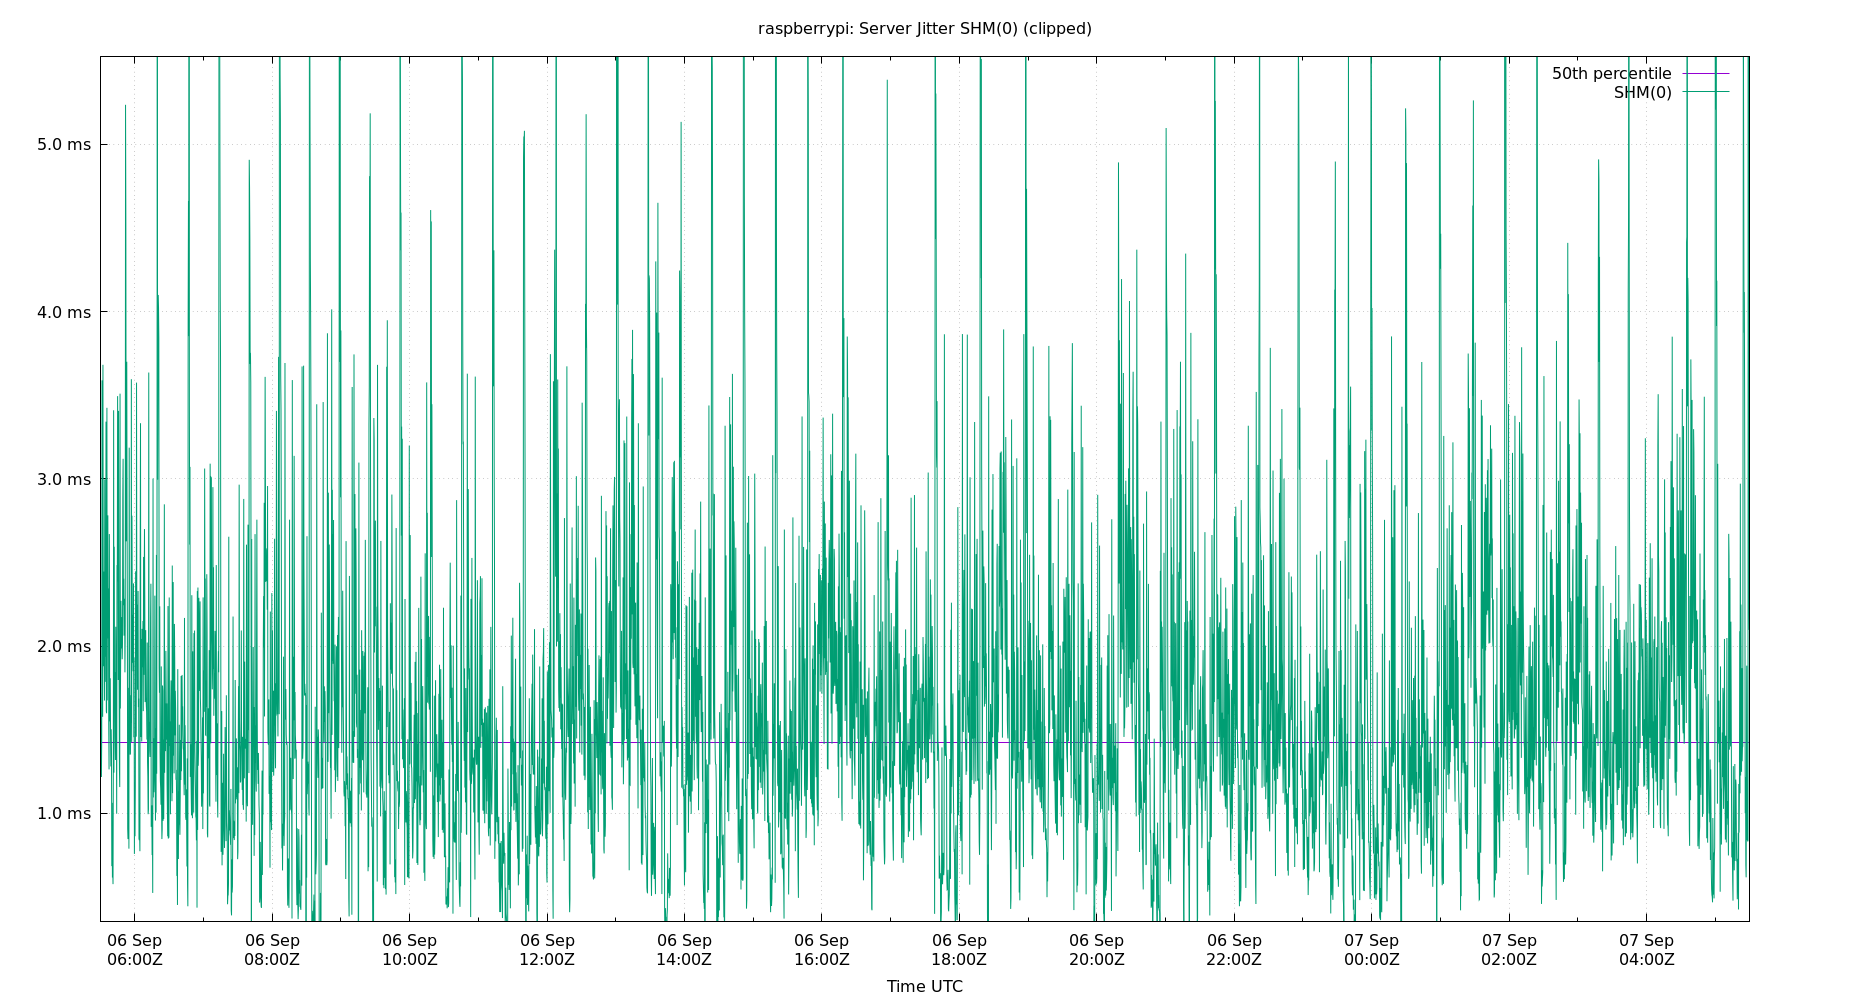 raspberrypi: Server Jitter SHM(0) (clipped)
50th percentile
SHM(0)
5.0 ms
4.0 ms
3.0 ms
2.0 ms
1.0 ms
06 Sep 06 Sep 06 Sep 06 Sep 06 Sep 06 Sep 06 Sep 06 Sep 06 Sep 07 Sep 07 Sep 07 Sep
06:00Z 08:00Z 10:00Z 12:00Z 14:00Z 16:00Z 18:00Z 20:00Z 22:00Z 00:00Z 02:00Z 04:00Z
Time UTC